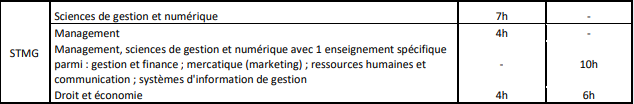 Sciences de gestion et numérique 7h -
Management 4h -
Management, sciences de gestion et numérique avec 1 enseignement spécifique
parmi : gestion et finance ; mercatique (marketing) ; ressources humaines et
STMG - 10h
communication ; systèmes d'information de gestion
Droit et économie 4h 6h